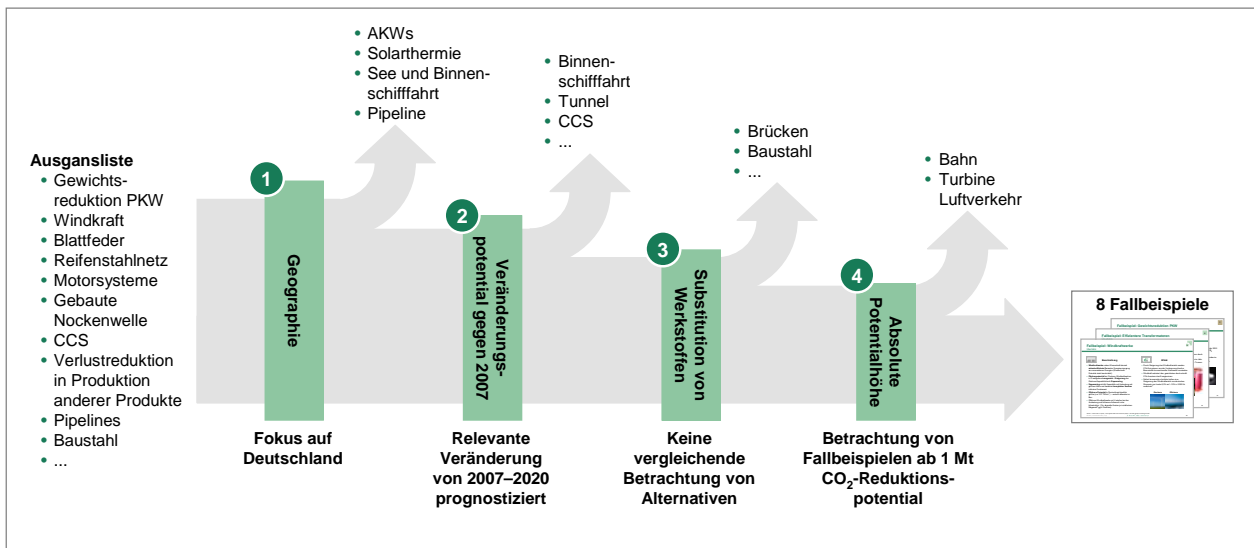 • AKWs
• Solarthermie
• See und Binnen-
schifffahrt
• Pipeline
• Binnen-
schifffahrt
• Tunnel
• CCS
• ...
• Brücken
• Baustahl
• ...
• Bahn
• Turbine
Luftverkehr
Ausgansliste
• Gewichts-
reduktion PKW
• Windkraft
• Blattfeder
• Reifenstahlnetz
• Motorsysteme
• Gebaute
Nockenwelle
• CCS
• Verlustreduktion
in Produktion
anderer Produkte
• Pipelines
• Baustahl
• ...
1
Geographie
2
Veränderungs-
potential gegen 2007
3
Substitution von
Werkstoffen
4
Absolute
Potentialhöhe
Fokus auf
Deutschland
Relevante
Veränderung
von 2007–2020
prognostiziert
Keine
vergleichende
Betrachtung von
Alternativen
Betrachtung von
Fallbeispielen ab 1 Mt
CO₂-Reduktions-
potential
8 Fallbeispiele